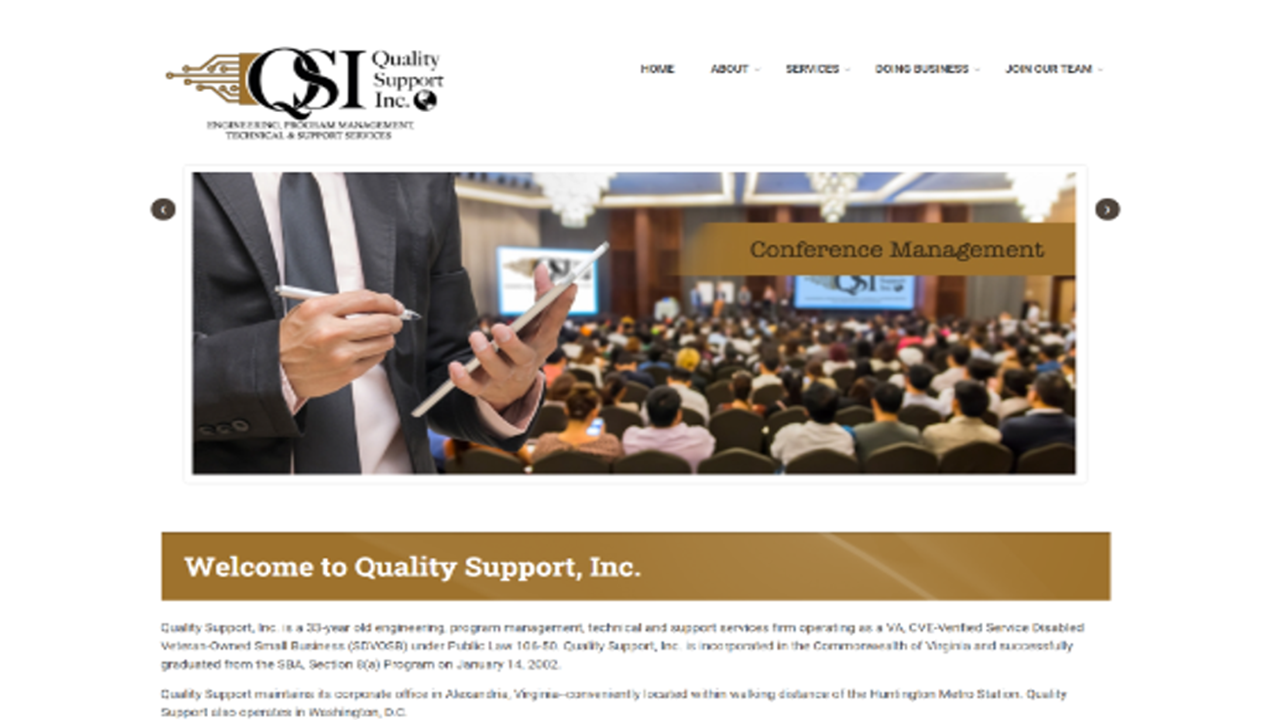 QSI Quality
Support
Inc.
ENGINEERING, PROGRAM MANAGEMENT,
TECHNICAL & SUPPORT SERVICES
HOME ABOUT SERVICES DOING BUSINESS JOIN OUR TEAM
Conference Management
QSI
Welcome to Quality Support, Inc.
Quality Support, Inc. is a 33-year old engineering, program management, technical and support services firm operating as a VA, CVE-Verified Service Disabled
Veteran-Owned Small Business (SDVOSB) under Public Law 106-50. Quality Support, Inc. is incorporated in the Commonwealth of Virginia and successfully
graduated from the SBA, Section 8(a) Program on January 14, 2002.
Quality Support maintains its corporate office in Alexandria, Virginia--conveniently located within walking distance of the Huntington Metro Station. Quality
Support also operates in Washington, D.C.